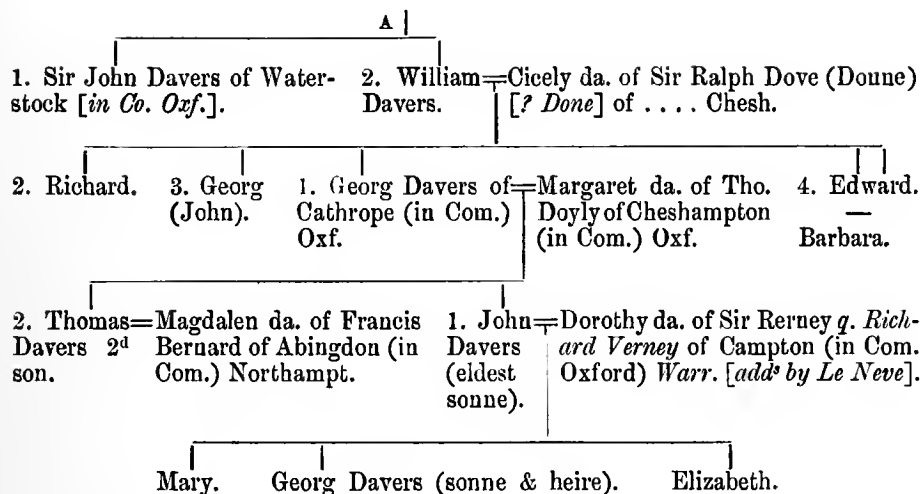 A
1. Sir John Davers of Water-
stock [in Co. Oxf.].
2. William=Cicely da. of Sir Ralph Dove (Doune)
Davers. [? Done] of .... Chesh.
2. Richard.
3. Georg
(John).
1. Georg Davers of=Margaret da. of Tho.
Cathrope (in Com.) Doyly of Cheshampton
Oxf. (in Com.) Oxf.
4. Edward.
—
Barbara.
2. Thomas=Magdalen da. of Francis
Davers 2d Bernard of Abingdon (in
son. Com.) Northampt.
1. John=Dorothy da. of Sir Rerney q. Rich-
Davers ard Verney of Campton (in Com.
(eldest Oxford) Warr. [adds by Le Neve].
sonne).
Mary. Georg Davers (sonne & heire). Elizabeth.